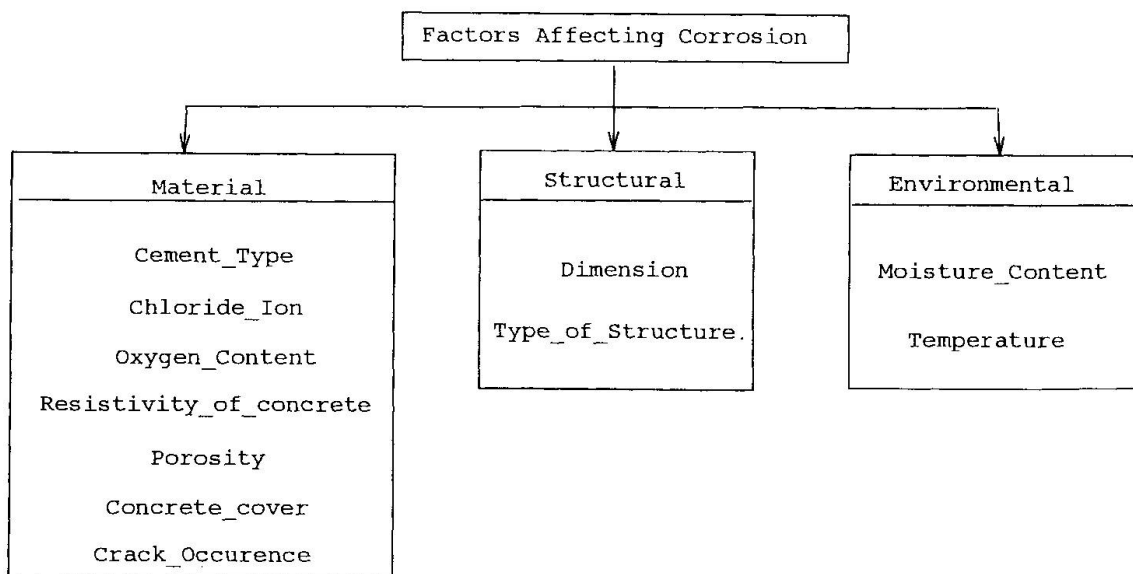 Factors Affecting Corrosion
Material
Cement_Type
Chloride_Ion
Oxygen_Content
Resistivity_of_concrete
Porosity
Concrete_cover
Crack_Occurence
Structural
Dimension
Type_of_Structure.
Environmental
Moisture_Content
Temperature